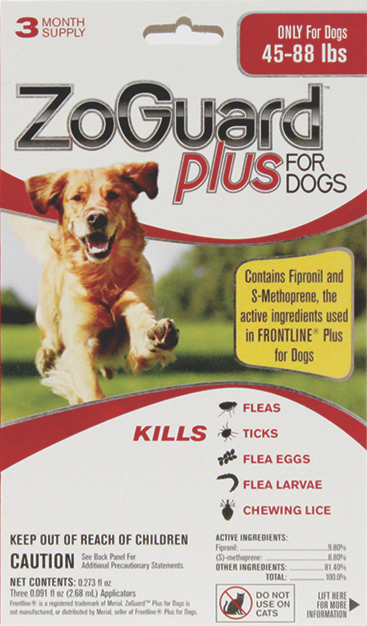 3 MONTH
SUPPLY
ONLY For Dogs
45-88 lbs
ZoGuard™
plus FOR
DOGS
Contains Fipronil and
S-Methoprene, the
active ingredients used
in FRONTLINE® Plus
for Dogs
KILLS
FLEAS
TICKS
FLEA EGGS
FLEA LARVAE
CHEWING LICE
KEEP OUT OF REACH OF CHILDREN
CAUTION See Back Panel For
Additional Precautionary Statements.
NET CONTENTS: 0.273 fl oz
Three 0.091 fl oz (2.68 mL) Applicators
Frontline® is a registered trademark of Merial. ZoGuard™ Plus for Dogs is
not manufactured, or distributed by Merial, seller of Frontline® Plus for Dogs.
ACTIVE INGREDIENTS:
Fipronil:...9.80%
(S)-methoprene:...8.80%
OTHER INGREDIENTS:...81.40%
TOTAL:...100.0%
DO NOT
USE ON
CATS
LIFT HERE
FOR MORE
INFORMATION